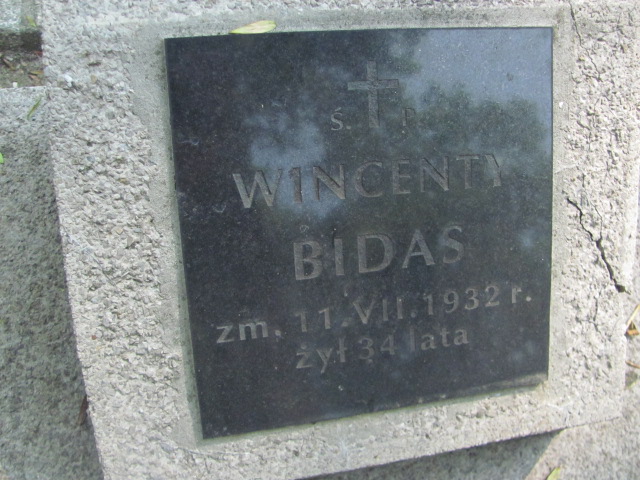 Ś. P.
WINCENTY
BIDAS
zm. 11.VII.1932 r.
żył 34 lata